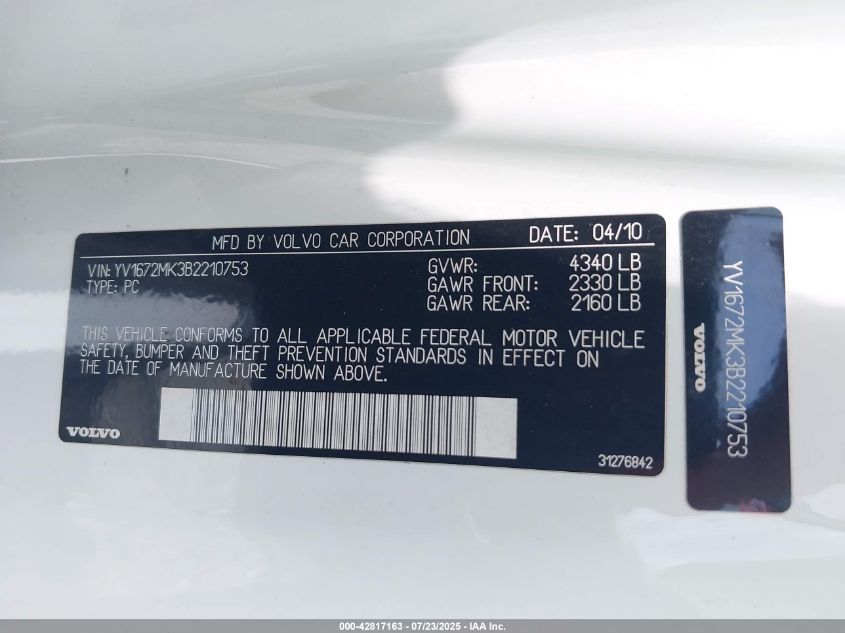 MFD BY VOLVO CAR CORPORATION DATE: 04/10
VIN: YV1672MK3B2210753 GVWR: 4340 LB
TYPE: PC GAWR FRONT: 2330 LB
GAWR REAR: 2160 LB
THIS VEHICLE CONFORMS TO ALL APPLICABLE FEDERAL MOTOR VEHICLE
SAFETY, BUMPER AND THEFT PREVENTION STANDARDS IN EFFECT ON
THE DATE OF MANUFACTURE SHOWN ABOVE.
VOLVO
31276842
YV1672MK3B2210753
VOLVO
000-42817163 - 07/23/2025 - IAA Inc.